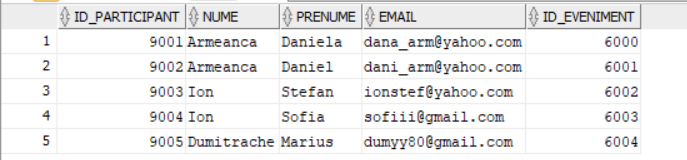 ID_PARTICIPANT NUME PRENUME EMAIL ID_EVENIMENT
1 9001 Armeanca Daniela dana_arm@yahoo.com 6000
2 9002 Armeanca Daniel dani_arm@yahoo.com 6001
3 9003 Ion Stefan ionstef@yahoo.com 6002
4 9004 Ion Sofia sofiii@gmail.com 6003
5 9005 Dumitrache Marius dumyy80@gmail.com 6004